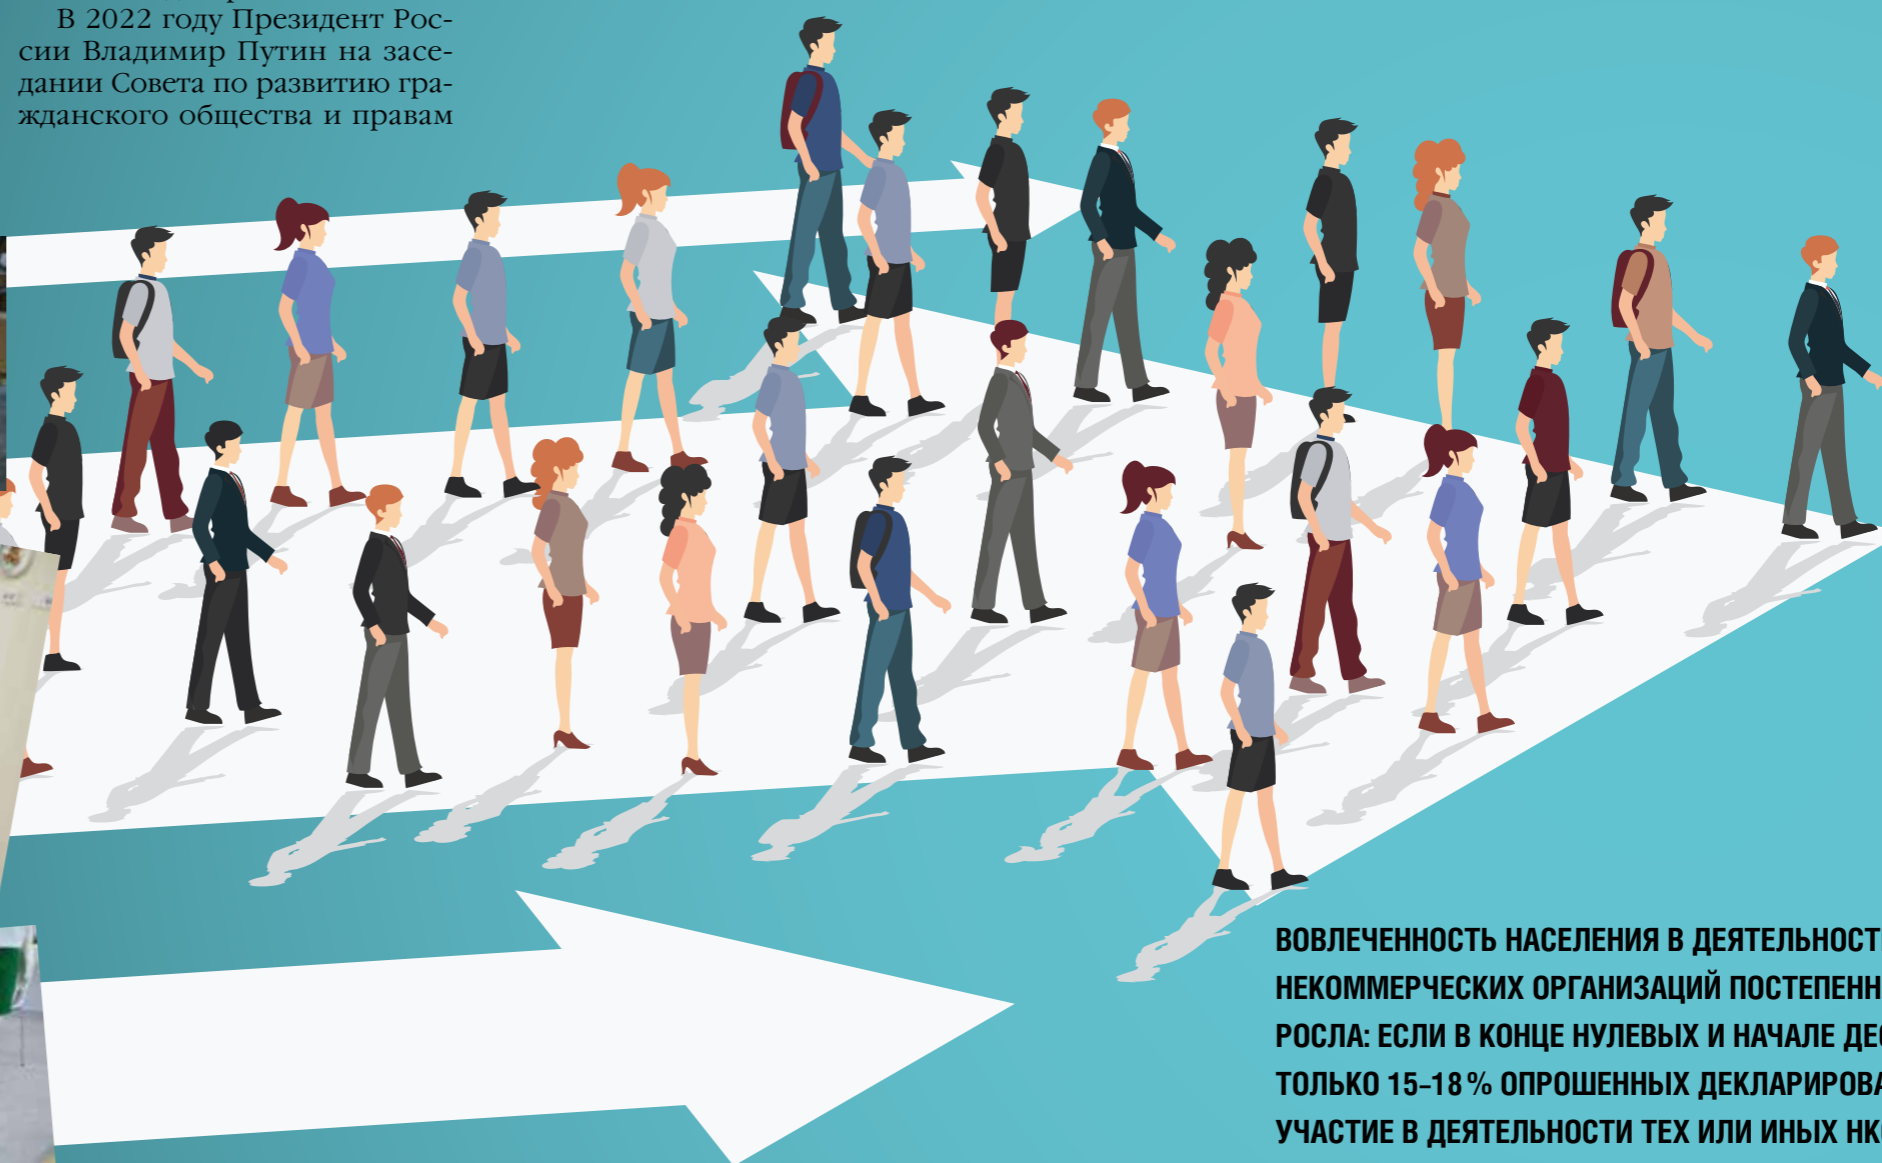 В 2022 году Президент Рос-
сии Владимир Путин на засе-
дании Совета по развитию гра-
жданского общества и правам
ВОВЛЕЧЕННОСТЬ НАСЕЛЕНИЯ В ДЕЯТЕЛЬНОСТ
НЕКОММЕРЧЕСКИХ ОРГАНИЗАЦИЙ ПОСТЕПЕНН
РОСЛА: ЕСЛИ В КОНЦЕ НУЛЕВЫХ И НАЧАЛЕ
ТОЛЬКО 15–18 % ОПРОШЕННЫХ ДЕКЛАРИРОВА
УЧАСТИЕ В ДЕЯТЕЛЬНОСТИ ТЕХ ИЛИ ИНЫХ НК